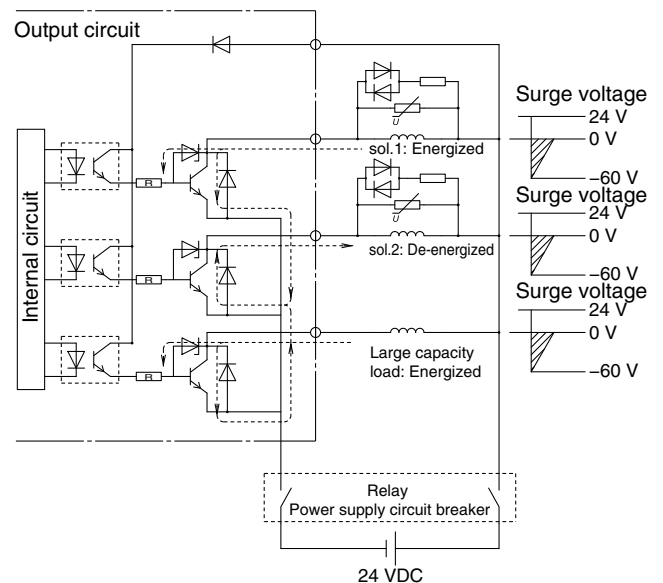 Output circuit
Surge voltage
24 V
0 V
–60 V
U
sol.1: Energized
R
Surge voltage
24 V
0 V
–60 V
U
sol.2: De-energized
R
Internal circuit
Surge voltage
24 V
0 V
–60 V
Large capacity
load: Energized
R
Relay
Power supply circuit breaker
24 VDC